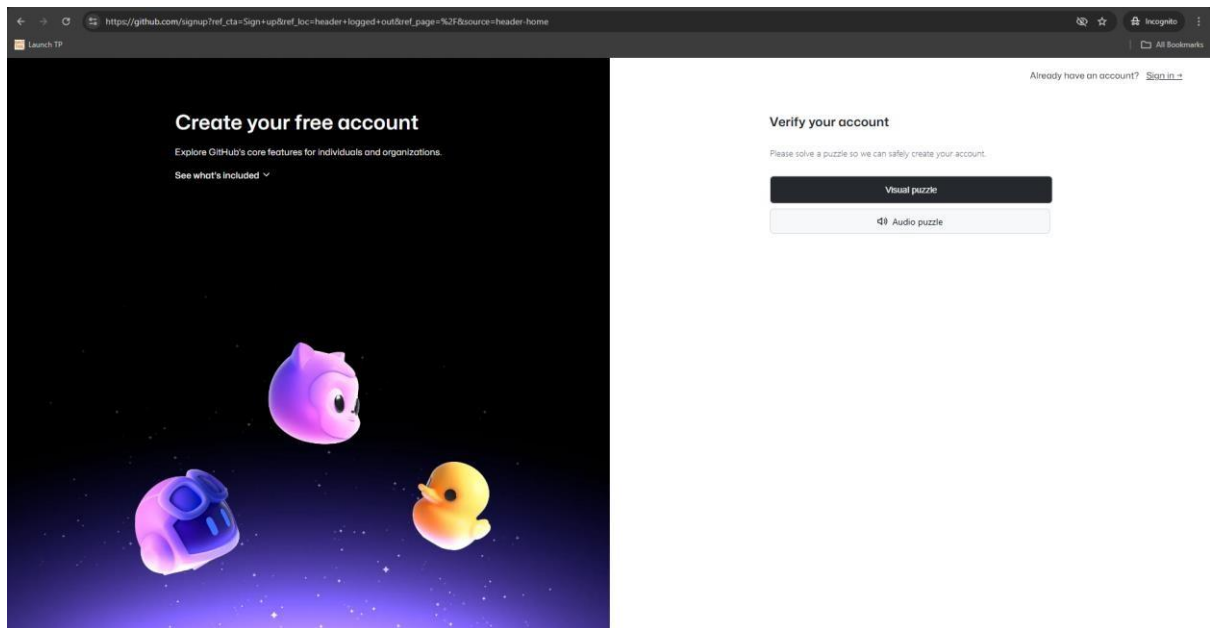 https://github.com/signup?ref_cta=Sign+up&ref_loc=header+logged+out&ref_page=%2F&source=header-home
Incognito
Launch TP
All Bookmarks
Already have an account? Sign in →
Create your free account
Explore GitHub's core features for individuals and organizations.
See what's included
Verify your account
Please solve a puzzle so we can safely create your account.
Visual puzzle
Audio puzzle